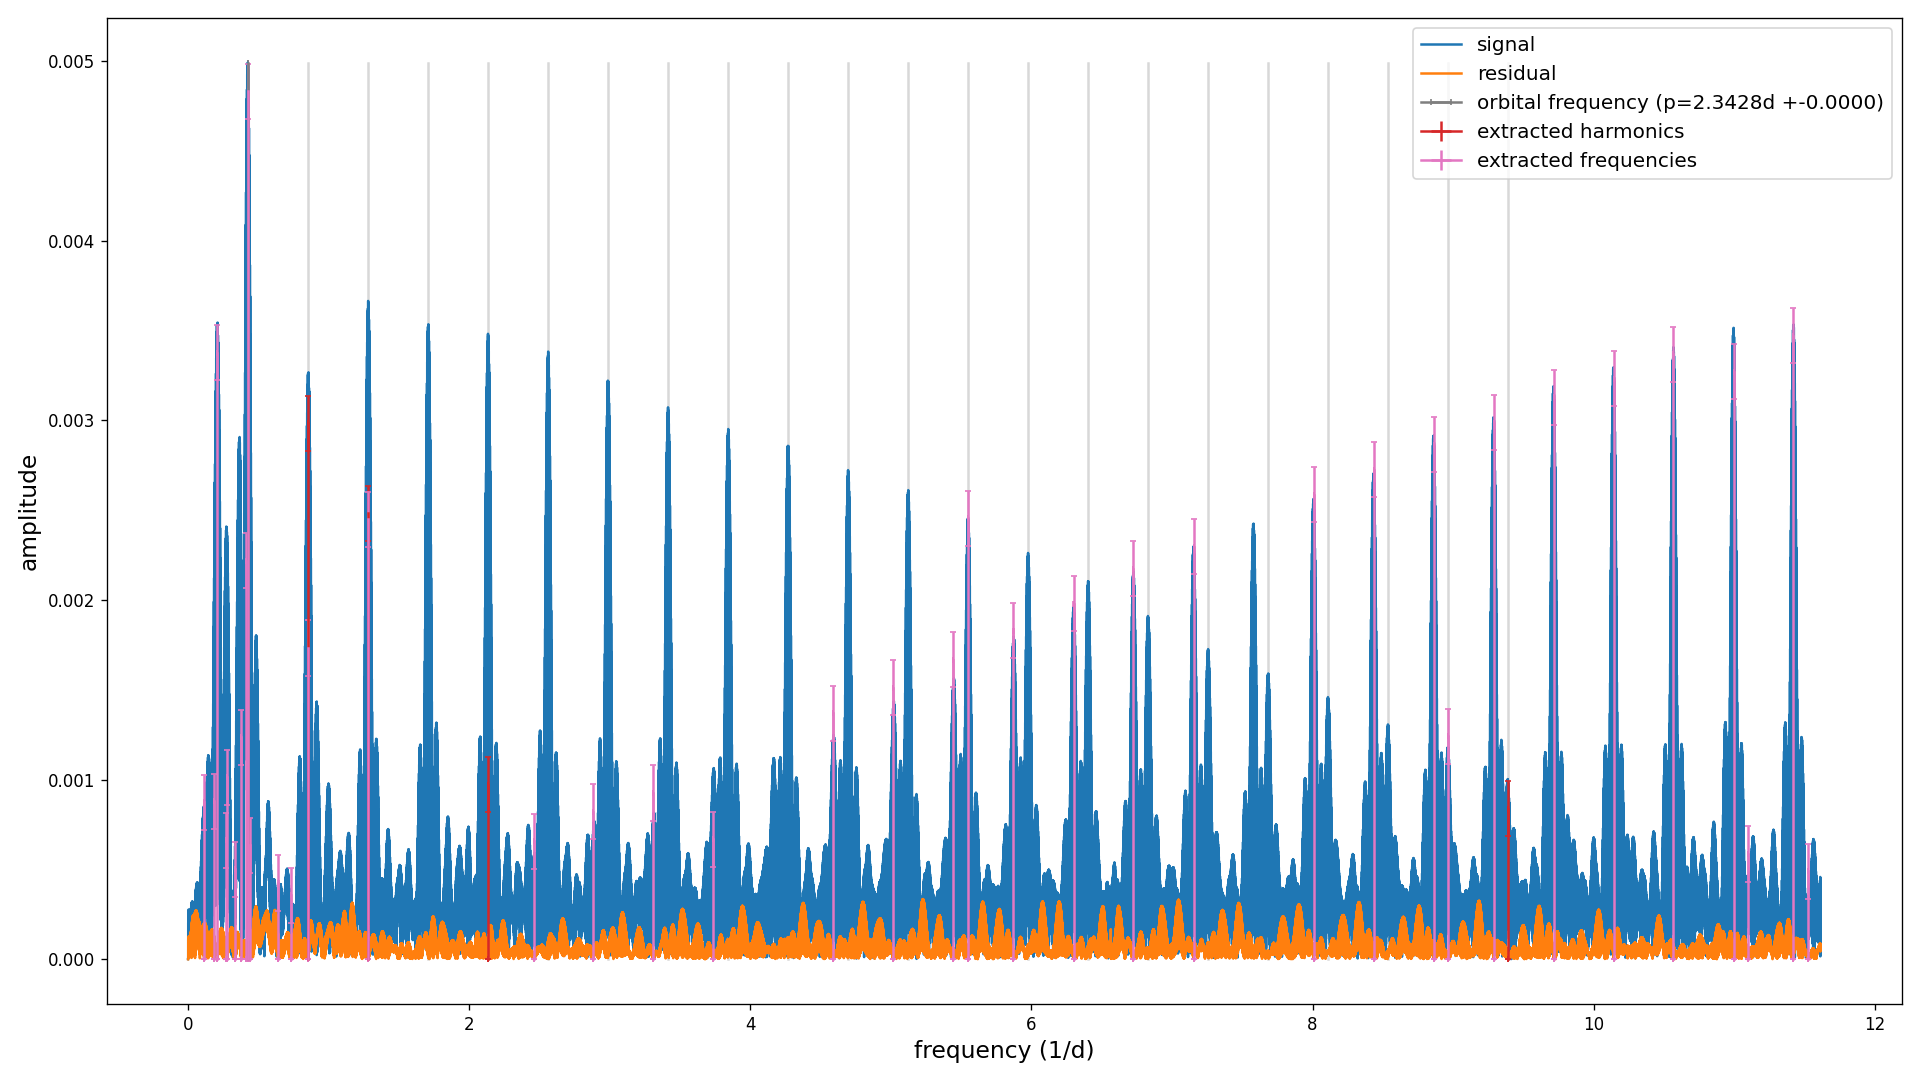 signal
residual
orbital frequency (p=2.3428d +-0.0000)
extracted harmonics
extracted frequencies
0.005
0.004
0.003
0.002
0.001
0.000
amplitude
0
2
4
6
8
10
12
frequency (1/d)